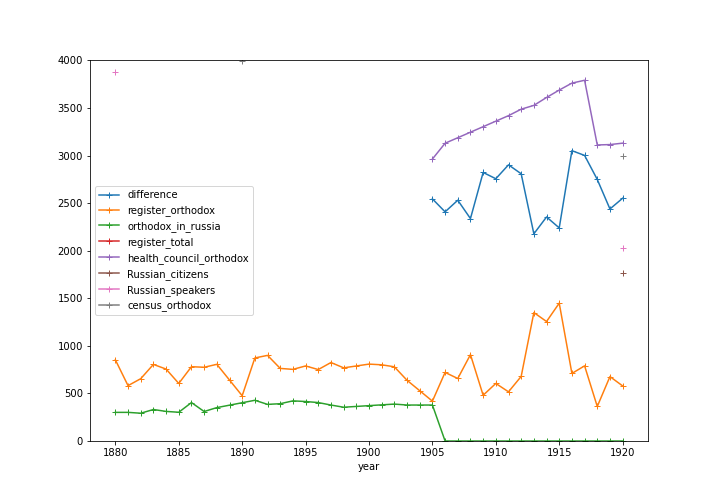 4000
3500
3000
2500
2000
1500
1000
500
0
difference
register_orthodox
orthodox_in_russia
register_total
health_council_orthodox
Russian_citizens
Russian_speakers
census_orthodox
1880 1885 1890 1895 1900 1905 1910 1915 1920
year